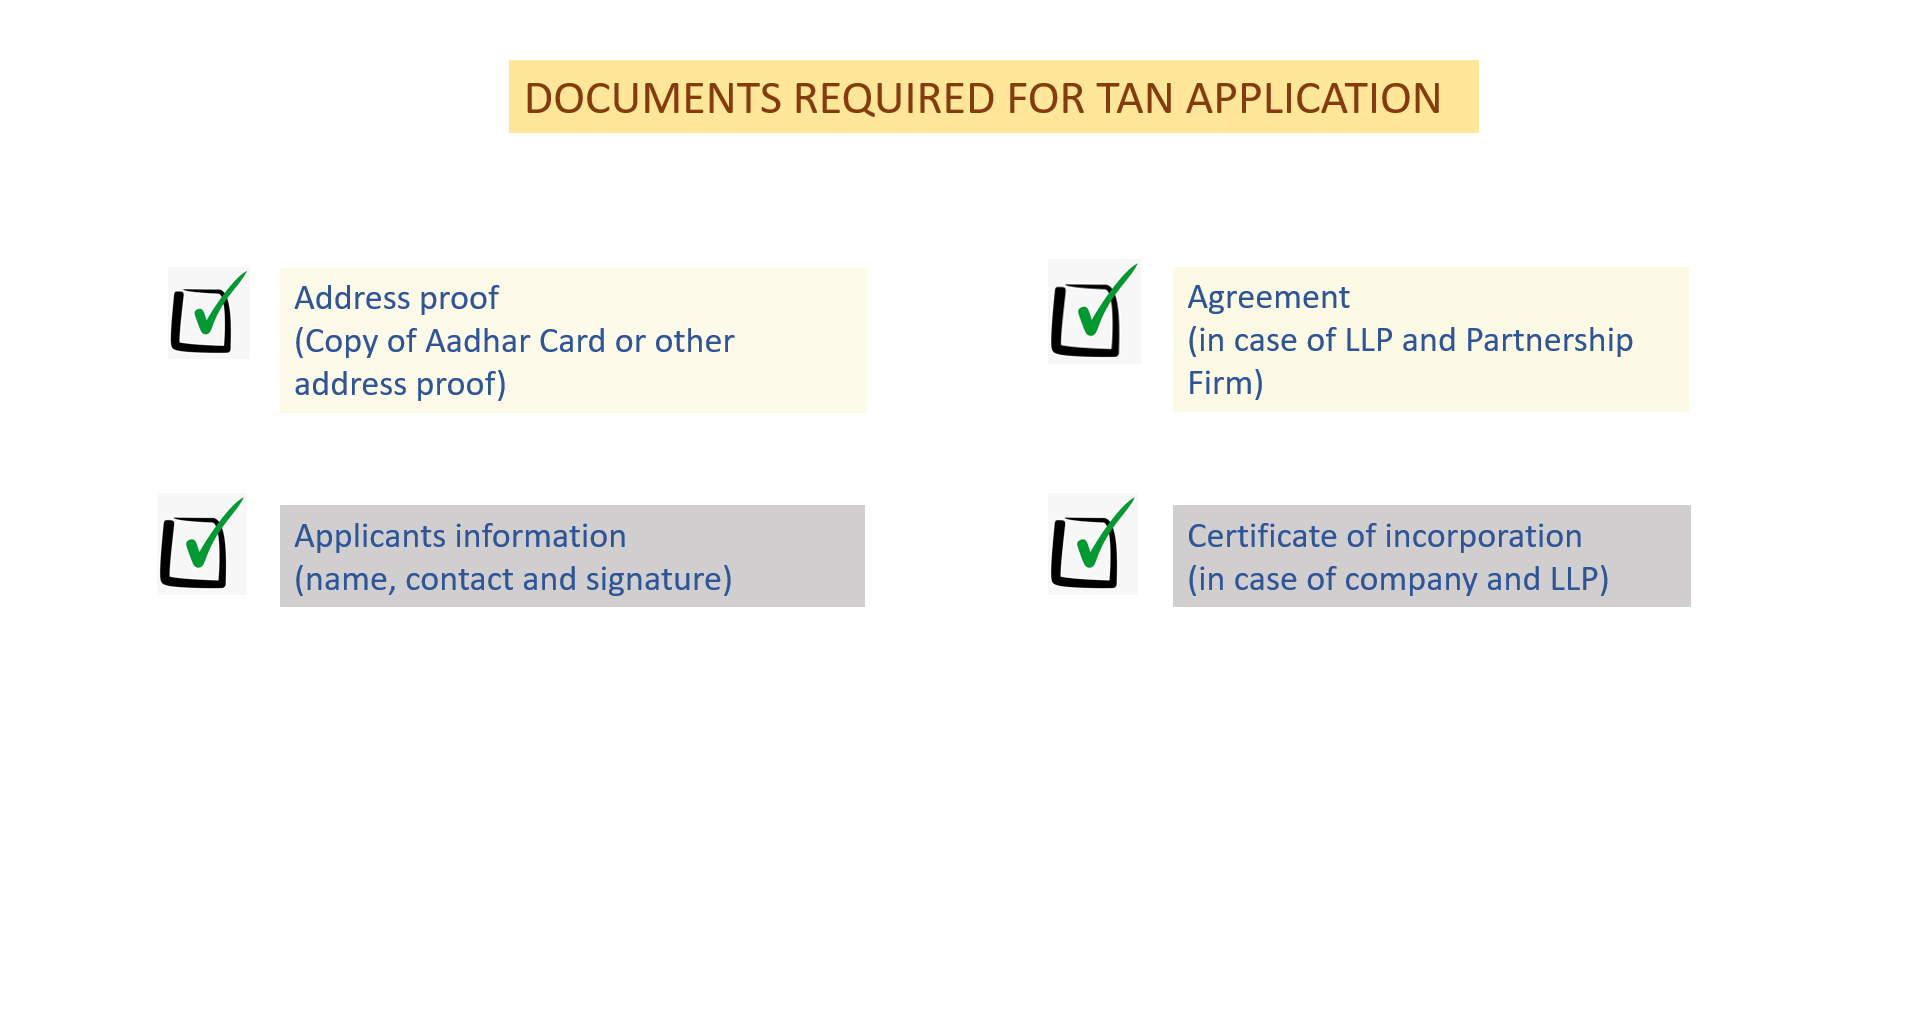 DOCUMENTS REQUIRED FOR TAN APPLICATION
Address proof
(Copy of Aadhar Card or other
address proof)
Agreement
(in case of LLP and Partnership
Firm)
Applicants information
(name, contact and signature)
Certificate of incorporation
(in case of company and LLP)